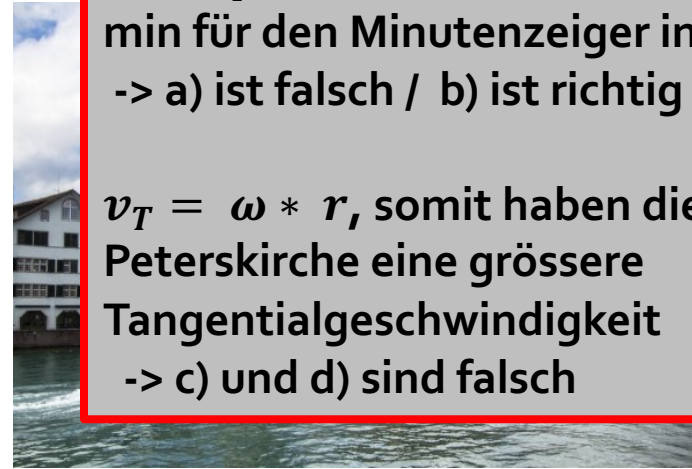 min für den Minutenzeiger in
-> a) ist falsch / b) ist richtig
v_T = ω * r, somit haben die
Peterskirche eine grössere
Tangentialgeschwindigkeit
-> c) und d) sind falsch